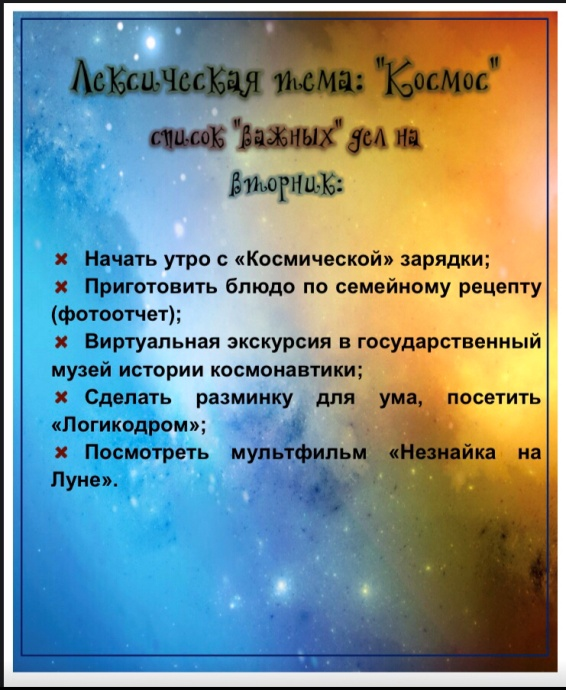 Лексическая тема: "Космос"
список "важных" дел на
вторник:
Начать утро с «Космической» зарядки;
Приготовить блюдо по семейному рецепту
(фотоотчет);
Виртуальная экскурсия в государственный
музей истории космонавтики;
Сделать разминку для ума, посетить
«Логикодром»;
Посмотреть мультфильм «Незнайка на
Луне».